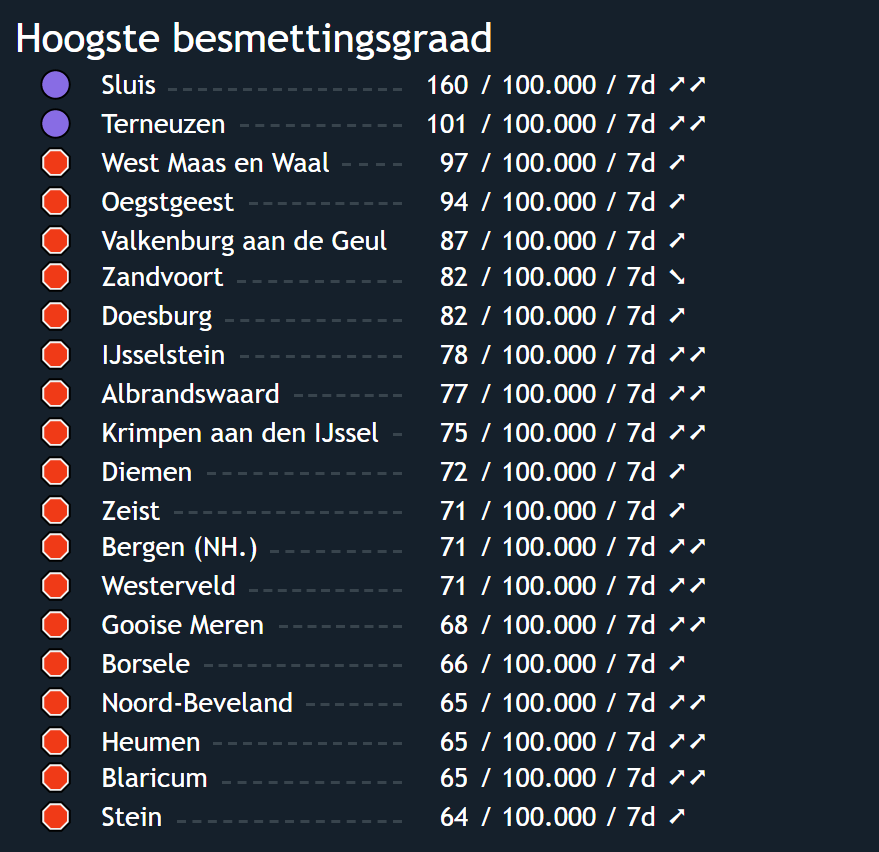 Hoogste besmettingsgraad
Sluis 160 / 100.000 / 7d ➚➚
Terneuzen 101 / 100.000 / 7d ➚➚
West Maas en Waal 97 / 100.000 / 7d ➚
Oegstgeest 94 / 100.000 / 7d ➚
Valkenburg aan de Geul 87 / 100.000 / 7d ➚
Zandvoort 82 / 100.000 / 7d ➘
Doesburg 82 / 100.000 / 7d ➚
IJsselstein 78 / 100.000 / 7d ➚➚
Albrandswaard 77 / 100.000 / 7d ➚➚
Krimpen aan den IJssel 75 / 100.000 / 7d ➚➚
Diemen 72 / 100.000 / 7d ➚
Zeist 71 / 100.000 / 7d ➚
Bergen (NH.) 71 / 100.000 / 7d ➚➚
Westerveld 71 / 100.000 / 7d ➚➚
Gooise Meren 68 / 100.000 / 7d ➚➚
Borsele 66 / 100.000 / 7d ➚
Noord-Beveland 65 / 100.000 / 7d ➚➚
Heumen 65 / 100.000 / 7d ➚➚
Blaricum 65 / 100.000 / 7d ➚➚
Stein 64 / 100.000 / 7d ➚